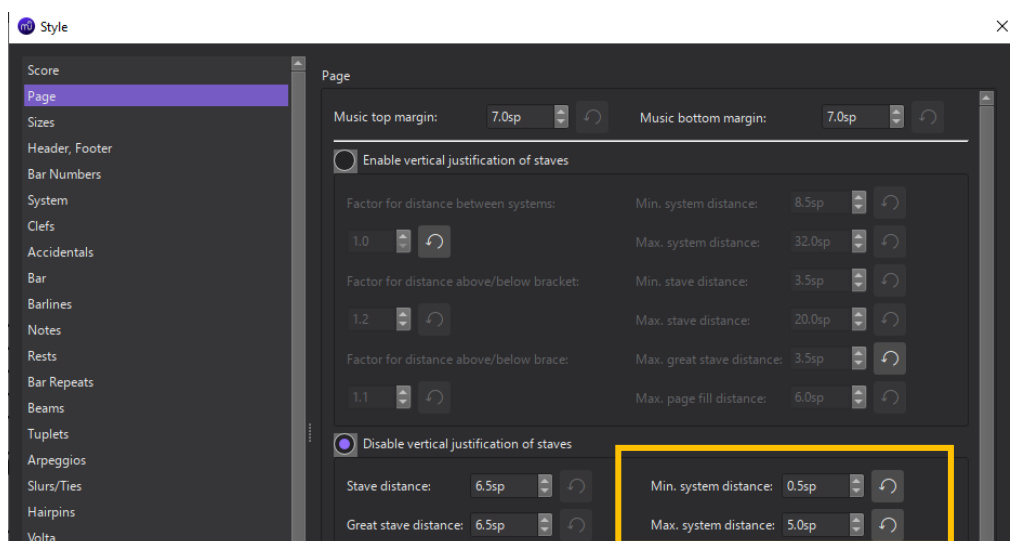 mu Style
Score
Page
Sizes
Header, Footer
Bar Numbers
System
Clefs
Accidentals
Bar
Barlines
Notes
Rests
Bar Repeats
Beams
Tuplets
Arpeggios
Slurs/Ties
Hairpins
Volta
Page
Music top margin: 7.0sp Music bottom margin: 7.0sp
Enable vertical justification of staves
Factor for distance between systems: Min. system distance: 8.5sp
1.0 Max. system distance: 32.0sp
Factor for distance above/below bracket: Min. stave distance: 3.5sp
1.2 Max. stave distance: 20.0sp
Factor for distance above/below brace: Max. great stave distance: 3.5sp
1.1 Max. page fill distance: 6.0sp
Disable vertical justification of staves
Stave distance: 6.5sp Min. system distance: 0.5sp
Great stave distance: 6.5sp Max. system distance: 5.0sp